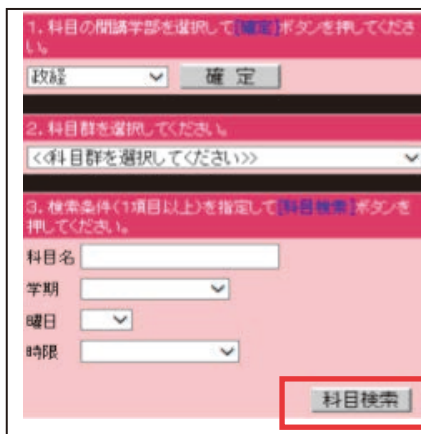 1. 科目の開講学部を選択して[確定]ボタンを押してくださ
い。
政経
確 定
2. 科目群を選択してください。
<<科目群を選択してください>>
3. 検索条件(1項目以上)を指定して[科目検索]ボタンを
押してください。
科目名
学期
曜日
時限
科目検索